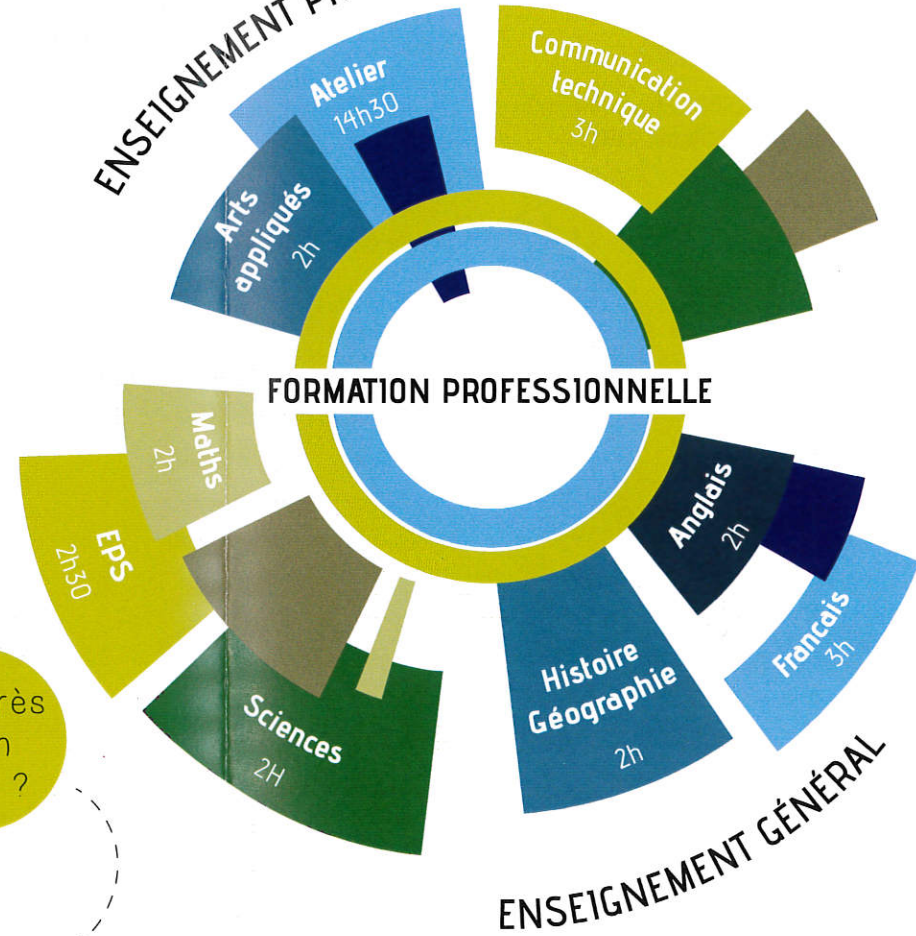 ENSEIGNEMENT
Atelier
14h30
Communication
technique
3h
Arts
appliqués
2h
FORMATION PROFESSIONNELLE
Maths
2h
Anglais
2h
EPS
2h30
Francais
3h
Histoire
Géographie
2h
Sciences
2H
?
ENSEIGNEMENT GÉNÉRAL